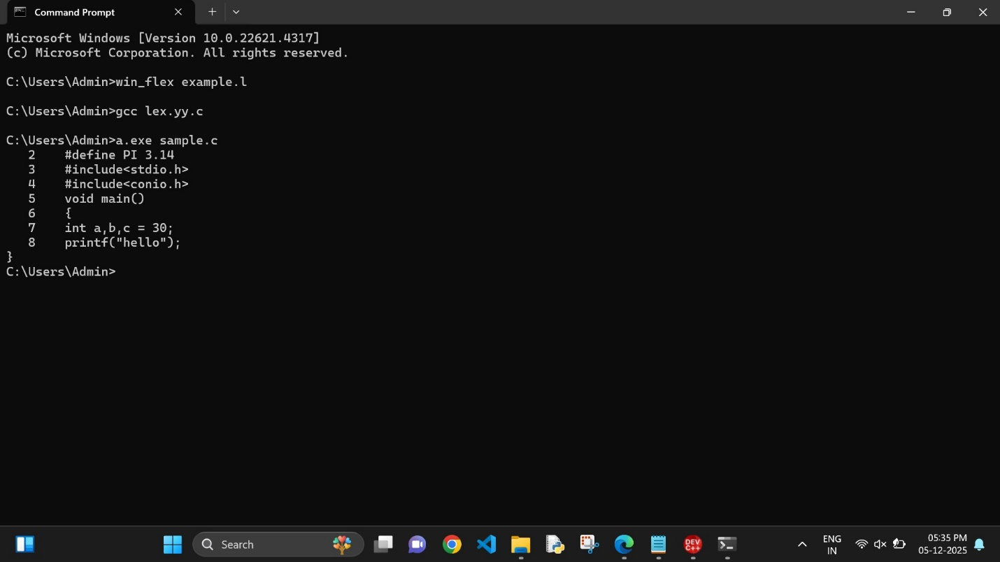 Command Prompt
Microsoft Windows [Version 10.0.22621.4317]
(c) Microsoft Corporation. All rights reserved.
C:\Users\Admin>win_flex example.l
C:\Users\Admin>gcc lex.yy.c
C:\Users\Admin>a.exe sample.c
2    #define PI 3.14
3    #include<stdio.h>
4    #include<conio.h>
5    void main()
6    {
7    int a,b,c = 30;
8    printf("hello");
}
C:\Users\Admin>
Search
DEV C++
ENG
IN
05:35 PM
05-12-2025